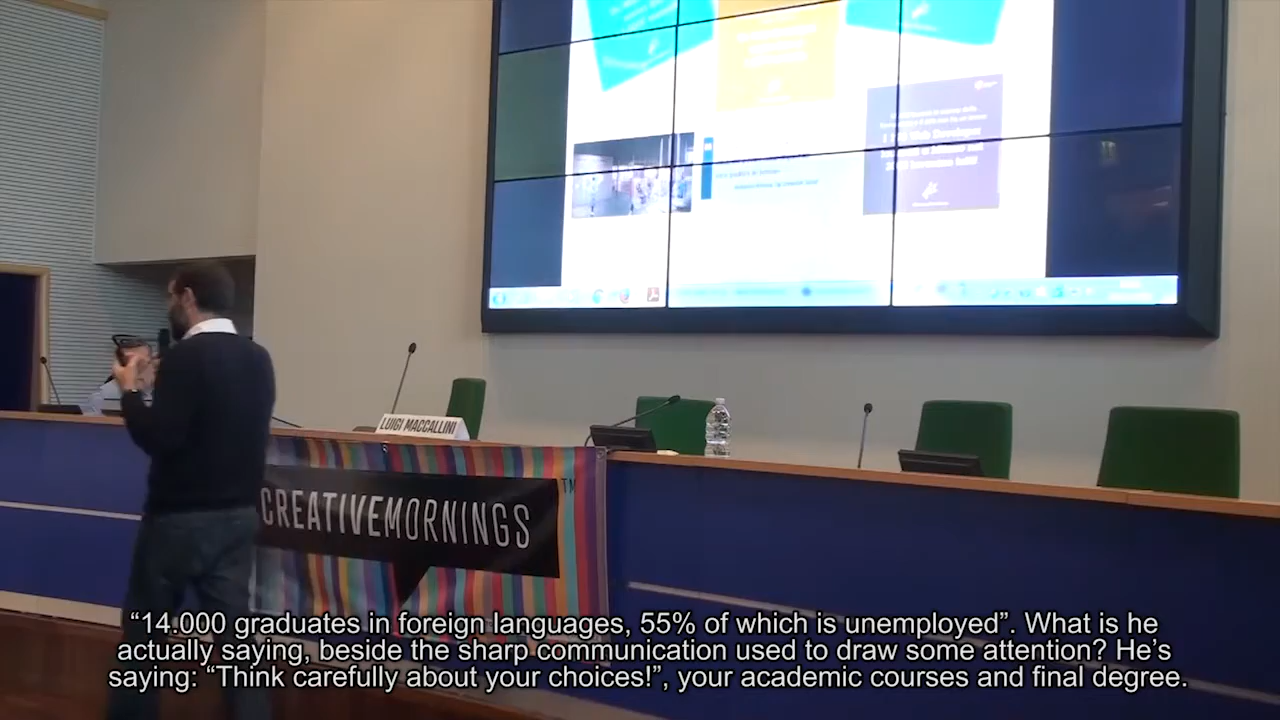 LUIGI MACCALLINI
CREATIVEMORNINGS
TM
“14.000 graduates in foreign languages, 55% of which is unemployed”. What is he
actually saying, beside the sharp communication used to draw some attention? He’s
saying: “Think carefully about your choices!”, your academic courses and final degree.